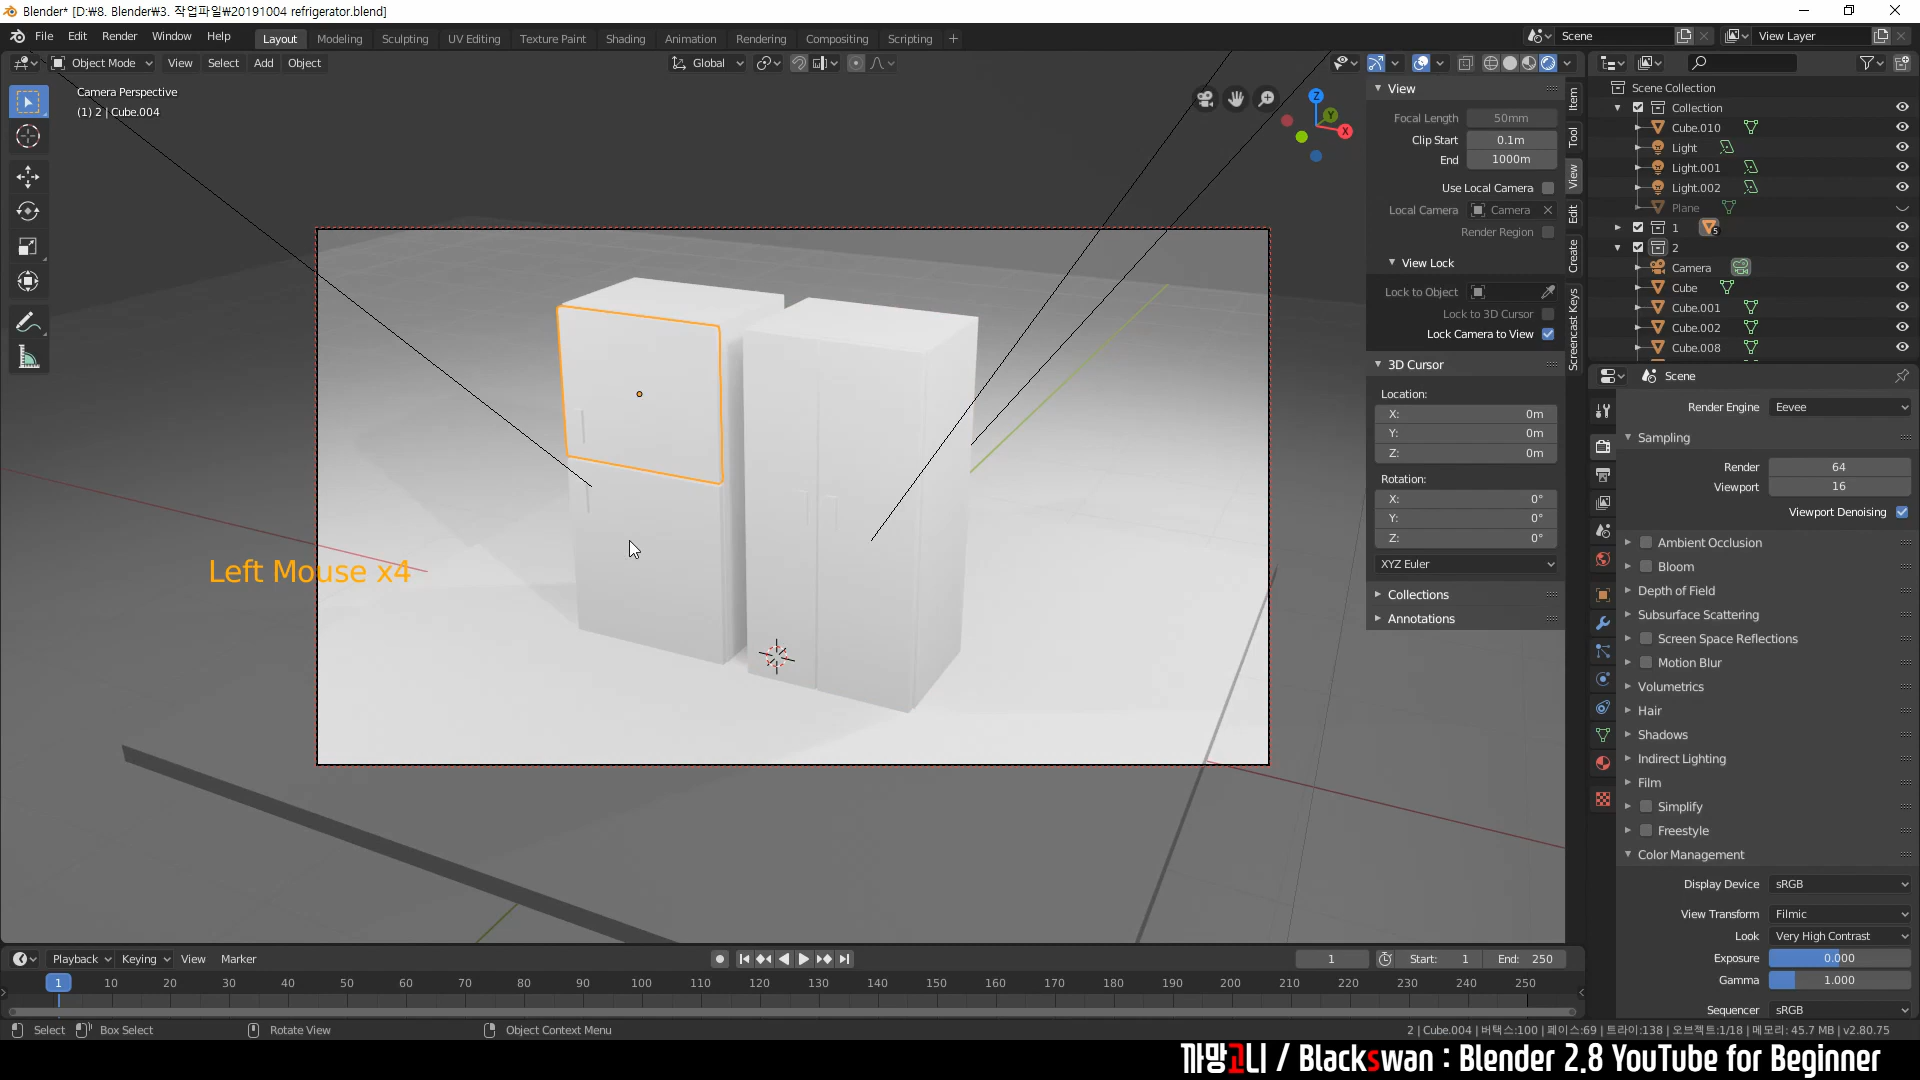 Blender* [D:₩8. Blender₩3. 작업파일₩20191004 refrigerator.blend]
File Edit Render Window Help
Layout Modeling Sculpting UV Editing Texture Paint Shading Animation Rendering Compositing Scripting +
Scene
View Layer
Object Mode View Select Add Object
Global
Camera Perspective
(1) 2 | Cube.004
Z
Y
X
Left Mouse x4
View
Focal Length 50mm
Clip Start 0.1m
End 1000m
Use Local Camera
Local Camera Camera
Render Region
View Lock
Lock to Object
Lock to 3D Cursor
Lock Camera to View
3D Cursor
Location:
X: 0m
Y: 0m
Z: 0m
Rotation:
X: 0°
Y: 0°
Z: 0°
XYZ Euler
Collections
Annotations
Item
Tool
View
Edit
Create
Screencast Keys
Scene Collection
Collection
Cube.010
Light
Light.001
Light.002
Plane
1 5
2
Camera
Cube
Cube.001
Cube.002
Cube.008
Scene
Render Engine Eevee
Sampling
Render 64
Viewport 16
Viewport Denoising
Ambient Occlusion
Bloom
Depth of Field
Subsurface Scattering
Screen Space Reflections
Motion Blur
Volumetrics
Hair
Shadows
Indirect Lighting
Film
Simplify
Freestyle
Color Management
Display Device sRGB
View Transform Filmic
Look Very High Contrast
Exposure 0.000
Gamma 1.000
Sequencer sRGB
Playback Keying View Marker
1 Start: 1 End: 250
1 10 20 30 40 50 60 70 80 90 100 110 120 130 140 150 160 170 180 190 200 210 220 230 240 250
Select Box Select Rotate View Object Context Menu
2 | Cube.004 | 버텍스:100 | 페이스:69 | 트라이:138 | 오브젝트:1/18 | 메모리: 45.7 MB | v2.80.75
까망고니 / Blackswan : Blender 2.8 YouTube for Beginner